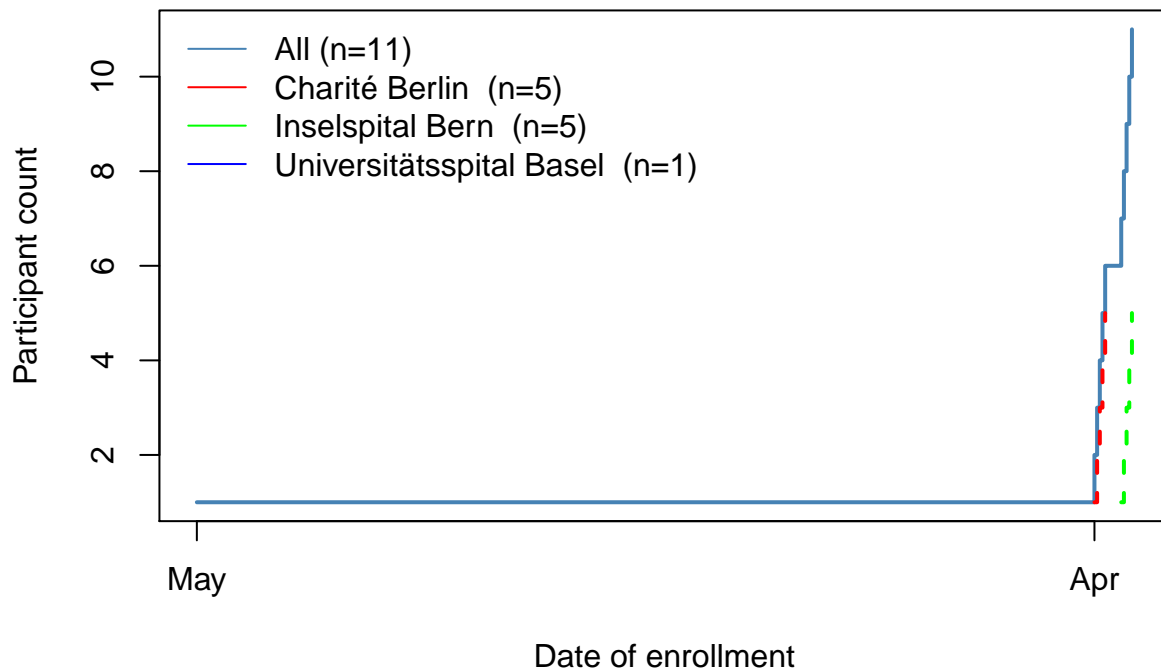 All (n=11)
Charité Berlin  (n=5)
Inselspital Bern  (n=5)
Universitätsspital Basel  (n=1)
Participant count
10
8
6
4
2
May
Apr
Date of enrollment